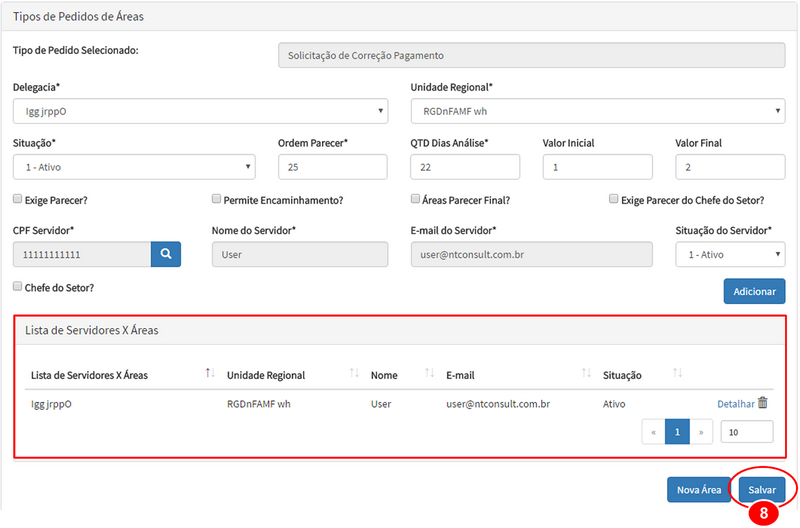 Tipos de Pedidos de Áreas
Tipo de Pedido Selecionado:
Solicitação de Correção Pagamento
Delegacia* Unidade Regional*
Igg jrppO RGDnFAMF wh
Situação* Ordem Parecer* QTD Dias Análise* Valor Inicial Valor Final
1 - Ativo 25 22 1 2
Exige Parecer? Permite Encaminhamento? Áreas Parecer Final? Exige Parecer do Chefe do Setor?
CPF Servidor* Nome do Servidor* E-mail do Servidor* Situação do Servidor*
11111111111 User user@ntconsult.com.br 1 - Ativo
Chefe do Setor? Adicionar
Lista de Servidores X Áreas
Lista de Servidores X Áreas Unidade Regional Nome E-mail Situação
Igg jrppO RGDnFAMF wh User user@ntconsult.com.br Ativo Detalhar
« 1 » 10
Nova Área Salvar
8